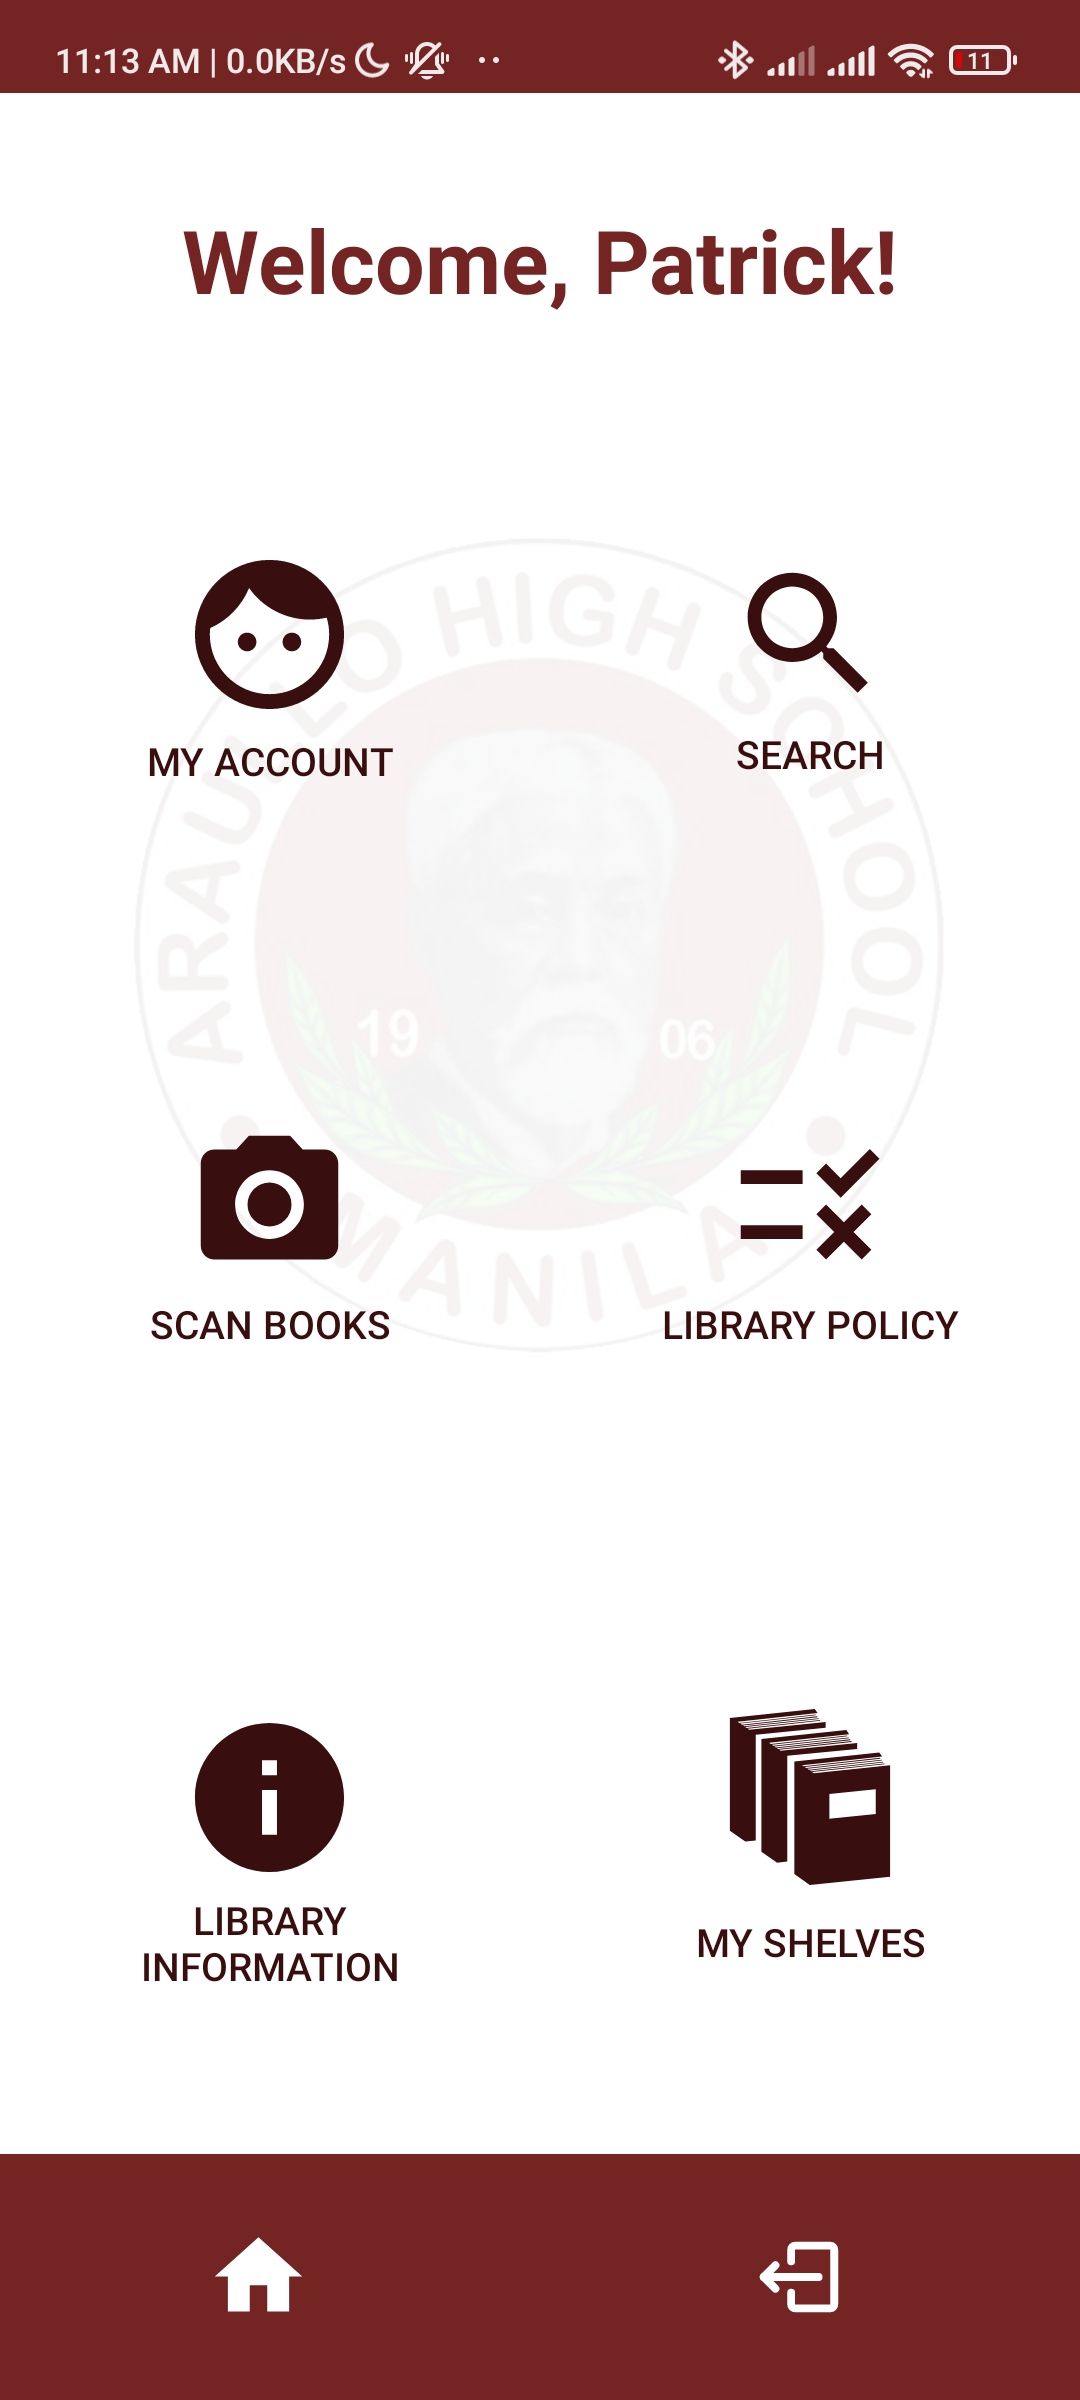 11:13 AM | 0.0KB/s
11
Welcome, Patrick!
ARAULLO HIGH SCHOOL
MY ACCOUNT
SEARCH
19
06
MANILA
SCAN BOOKS
LIBRARY POLICY
LIBRARY
INFORMATION
MY SHELVES